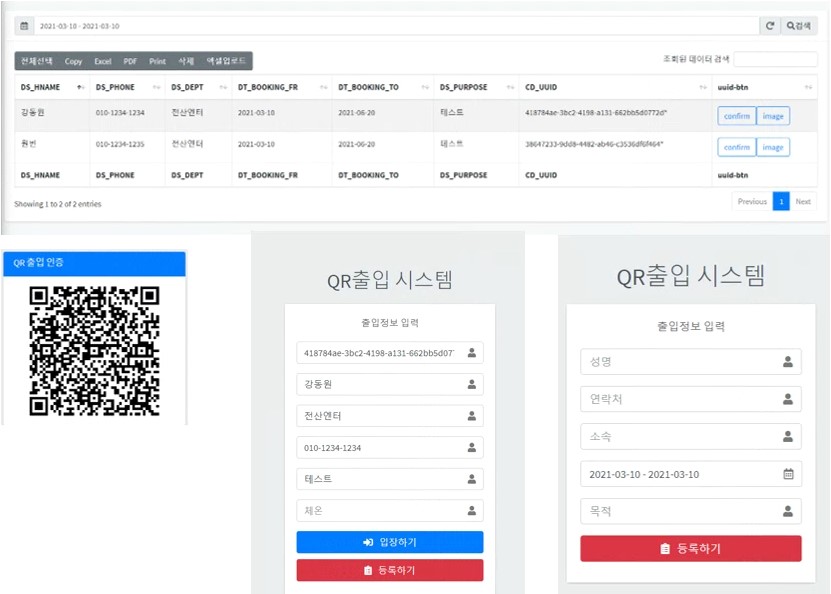 2021-03-10 - 2021-03-10
검색
전체선택 Copy Excel PDF Print 삭제 엑셀업로드
조회된 데이터 검색
DS_HNAME DS_PHONE DS_DEPT DT_BOOKING_FR DT_BOOKING_TO DS_PURPOSE CD_UUID uuid-btn
강동원 010-1234-1234 전산엔터 2021-03-10 2021-06-20 테스트 418784ae-3bc2-4198-a131-662bb5d0772d" confirm image
원빈 010-1234-1235 전산엔터 2021-03-10 2021-06-20 테스트 38647233-9dd8-4482-ab46-c3536df6f464" confirm image
DS_HNAME DS_PHONE DS_DEPT DT_BOOKING_FR DT_BOOKING_TO DS_PURPOSE CD_UUID uuid-btn
Showing 1 to 2 of 2 entries
Previous 1 Next
QR 출입 인증
QR출입 시스템
출입정보 입력
418784ae-3bc2-4198-a131-662bb5d07
강동원
전산엔터
010-1234-1234
테스트
체온
입장하기
등록하기
QR출입 시스템
출입정보 입력
성명
연락처
소속
2021-03-10 - 2021-03-10
목적
등록하기